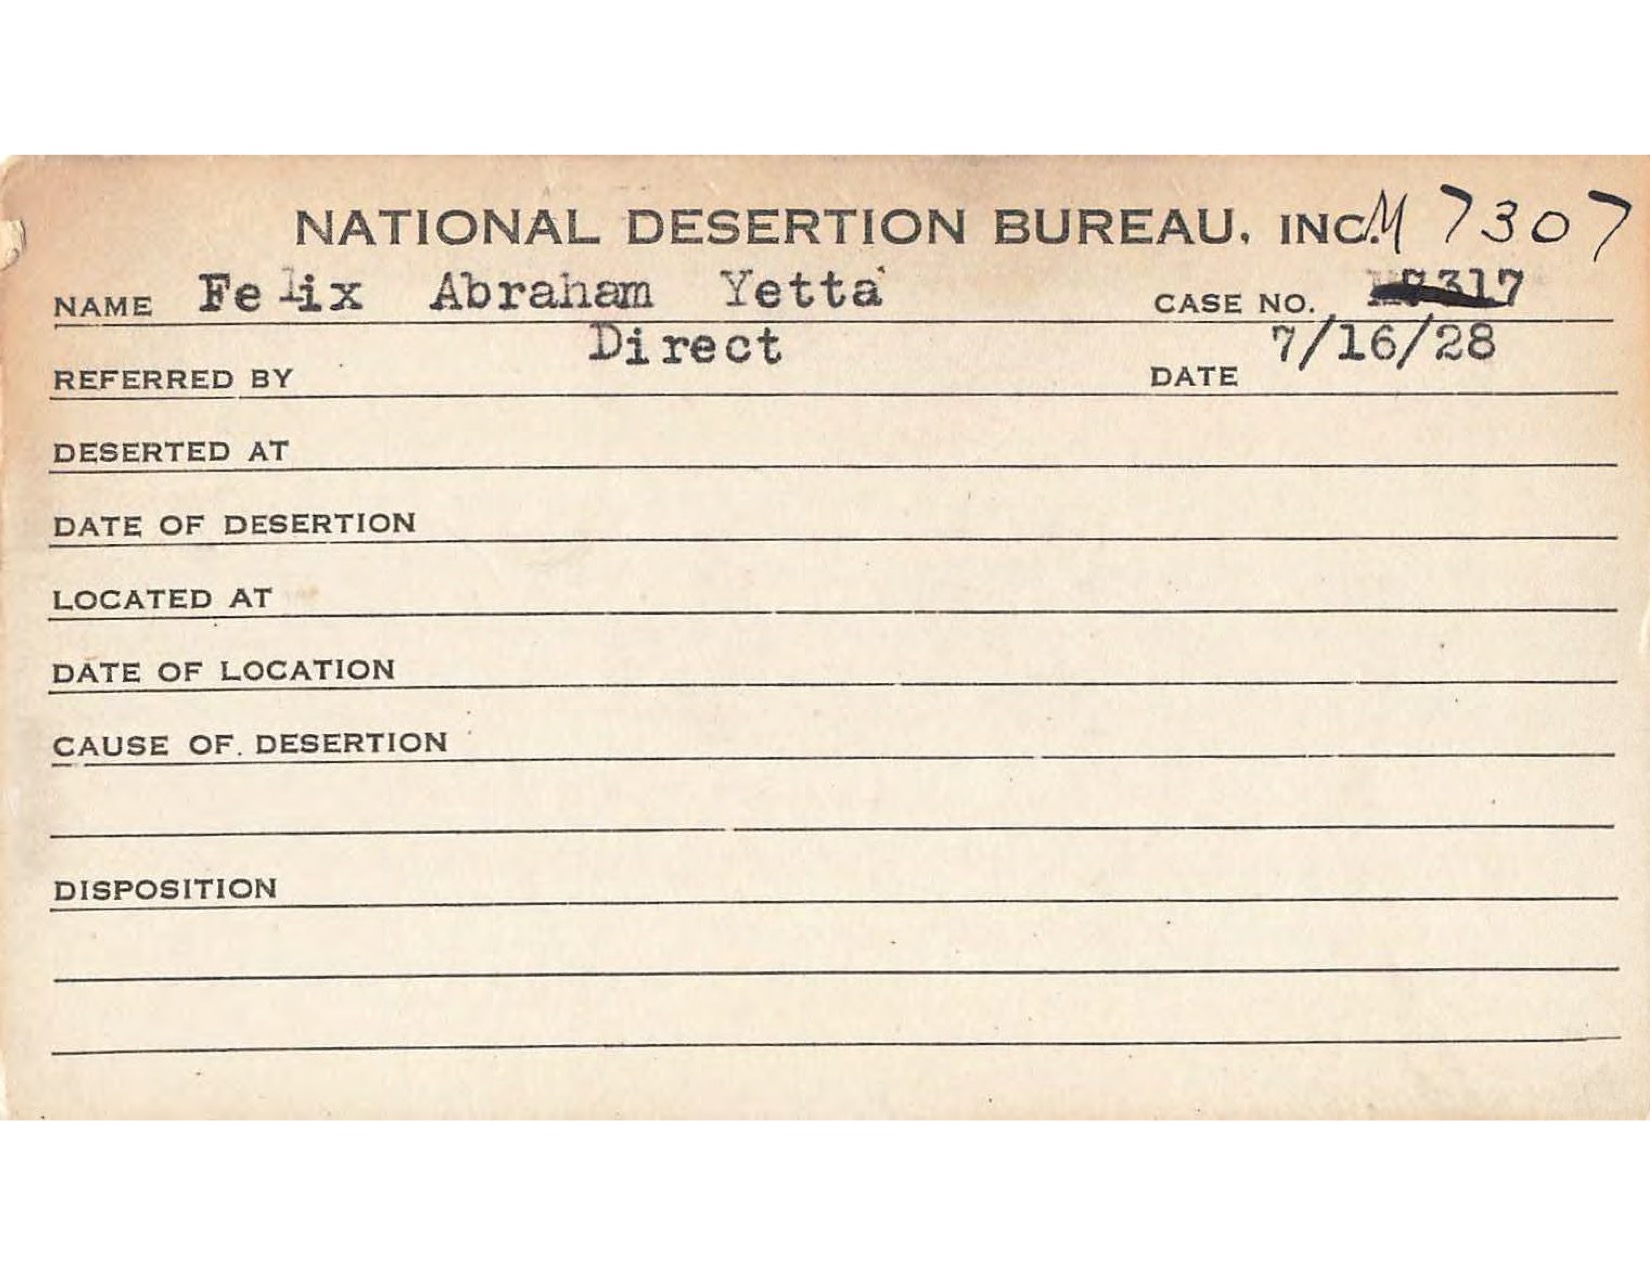 NATIONAL DESERTION BUREAU, INC. M 7307
NAME Felix Abraham Yetta CASE NO. M7317
REFERRED BY Direct DATE 7/16/28
DESERTED AT
DATE OF DESERTION
LOCATED AT
DATE OF LOCATION
CAUSE OF DESERTION
DISPOSITION